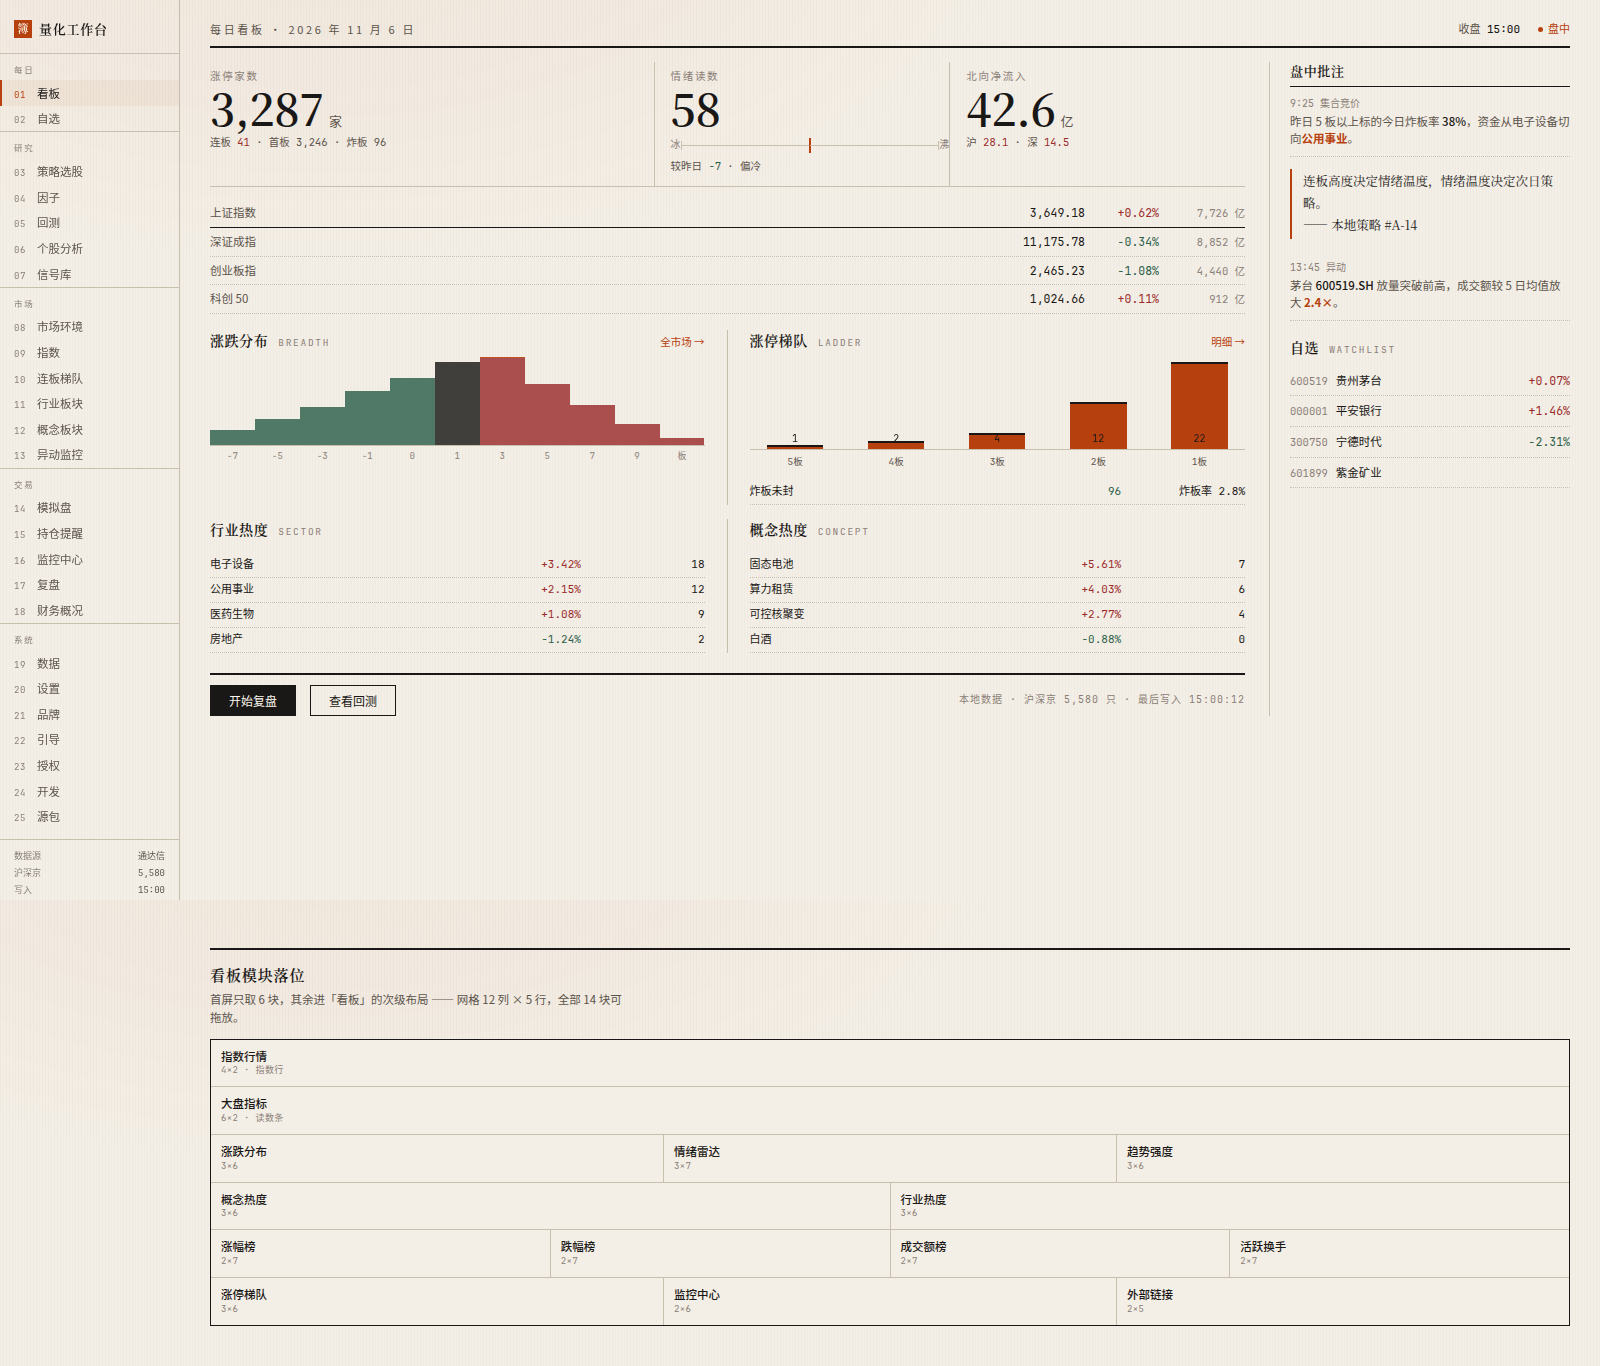 簿 量化工作台
每日
01 看板
02 自选
研究
03 策略选股
04 因子
05 回测
06 个股分析
07 信号库
市场
08 市场环境
09 指数
10 连板梯队
11 行业板块
12 概念板块
13 异动监控
交易
14 模拟盘
15 持仓提醒
16 监控中心
17 复盘
18 财务概况
系统
19 数据
20 设置
21 品牌
22 引导
23 授权
24 开发
25 源包
数据源 通达信
沪深京 5,580
写入 15:00
每日看板 · 2026 年 11 月 6 日
收盘 15:00 盘中
涨停家数
3,287 家
连板 41 · 首板 3,246 · 炸板 96
情绪读数
58
冰 沸
较昨日 -7 · 偏冷
北向净流入
42.6 亿
沪 28.1 · 深 14.5
上证指数 3,649.18 +0.62% 7,726 亿
深证成指 11,175.78 -0.34% 8,852 亿
创业板指 2,465.23 -1.08% 4,440 亿
科创 50 1,024.66 +0.11% 912 亿
涨跌分布 BREADTH 全市场→
-7 -5 -3 -1 0 1 3 5 7 9 板
涨停梯队 LADDER 明细→
1 2 4 12 22
5板 4板 3板 2板 1板
炸板未封 96 炸板率 2.8%
行业热度 SECTOR
电子设备 +3.42% 18
公用事业 +2.15% 12
医药生物 +1.08% 9
房地产 -1.24% 2
概念热度 CONCEPT
固态电池 +5.61% 7
算力租赁 +4.03% 6
可控核聚变 +2.77% 4
白酒 -0.88% 0
开始复盘 查看回测
本地数据 · 沪深京 5,580 只 · 最后写入 15:00:12
盘中批注
9:25 集合竞价
昨日 5 板以上标的今日炸板率 38%，资金从电子设备切
向公用事业。
连板高度决定情绪温度，情绪温度决定次日策
略。
—— 本地策略 #A-14
13:45 异动
茅台 600519.SH 放量突破前高，成交额较 5 日均值放
大 2.4×。
自选 WATCHLIST
600519 贵州茅台 +0.07%
000001 平安银行 +1.46%
300750 宁德时代 -2.31%
601899 紫金矿业
看板模块落位
首屏只取 6 块，其余进「看板」的次级布局 —— 网格 12 列 × 5 行，全部 14 块可
拖放。
指数行情
4×2 · 指数行
大盘指标
6×2 · 读数条
涨跌分布
3×6
情绪雷达
3×7
趋势强度
3×6
概念热度
3×6
行业热度
3×6
涨幅榜
2×7
跌幅榜
2×7
成交额榜
2×7
活跃换手
2×7
涨停梯队
3×6
监控中心
2×6
外部链接
2×5